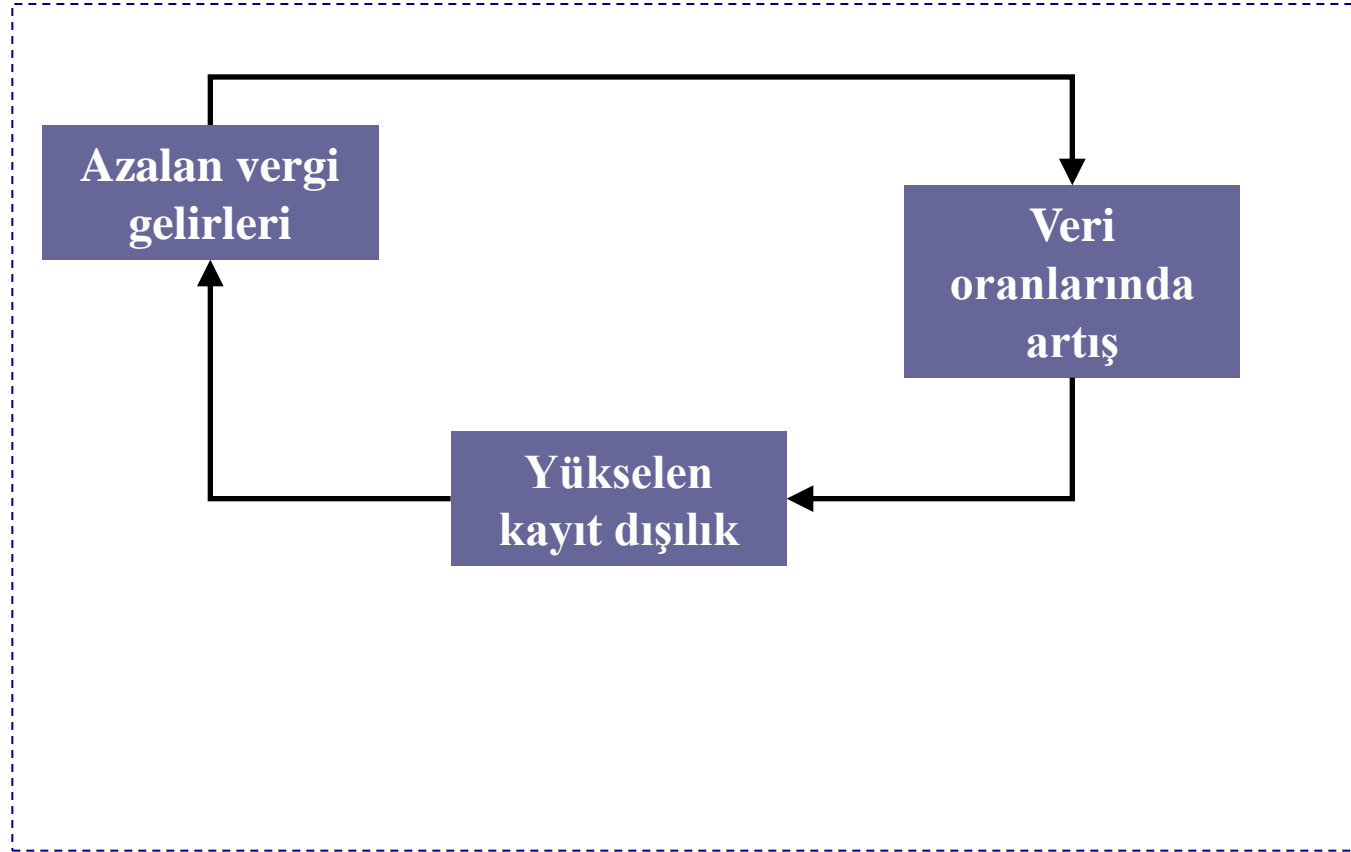 Azalan vergi
gelirleri
Veri
oranlarında
artış
Yükselen
kayıt dışılık